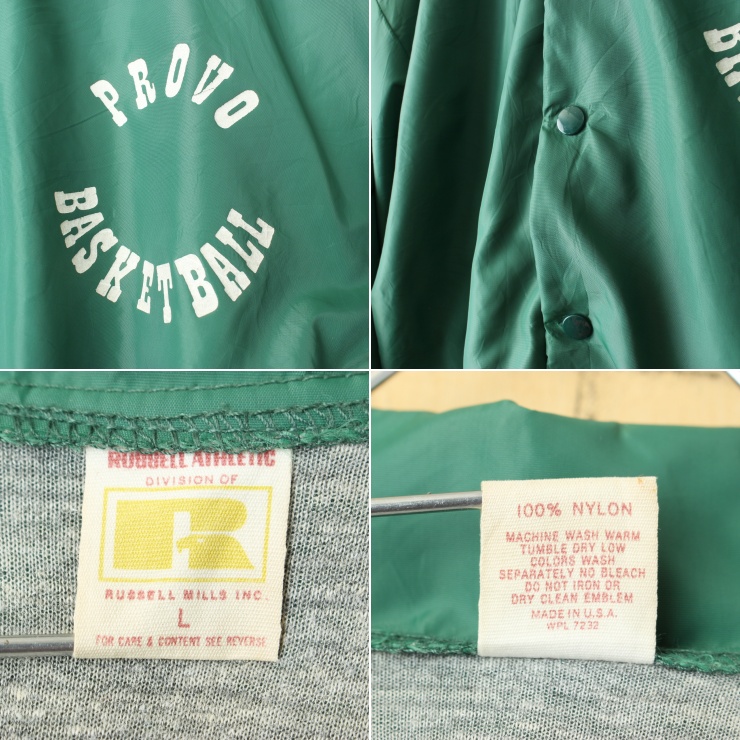 PROVO
BASKETBALL
BA
RUSSELL ATHLETIC
DIVISION OF
R
RUSSELL MILLS INC.
L
FOR CARE & CONTENT SEE REVERSE
100% NYLON
MACHINE WASH WARM
TUMBLE DRY LOW
COLORS WASH
SEPARATELY NO BLEACH
DO NOT IRON OR
DRY CLEAN EMBLEM
MADE IN U.S.A.
WPL 7232